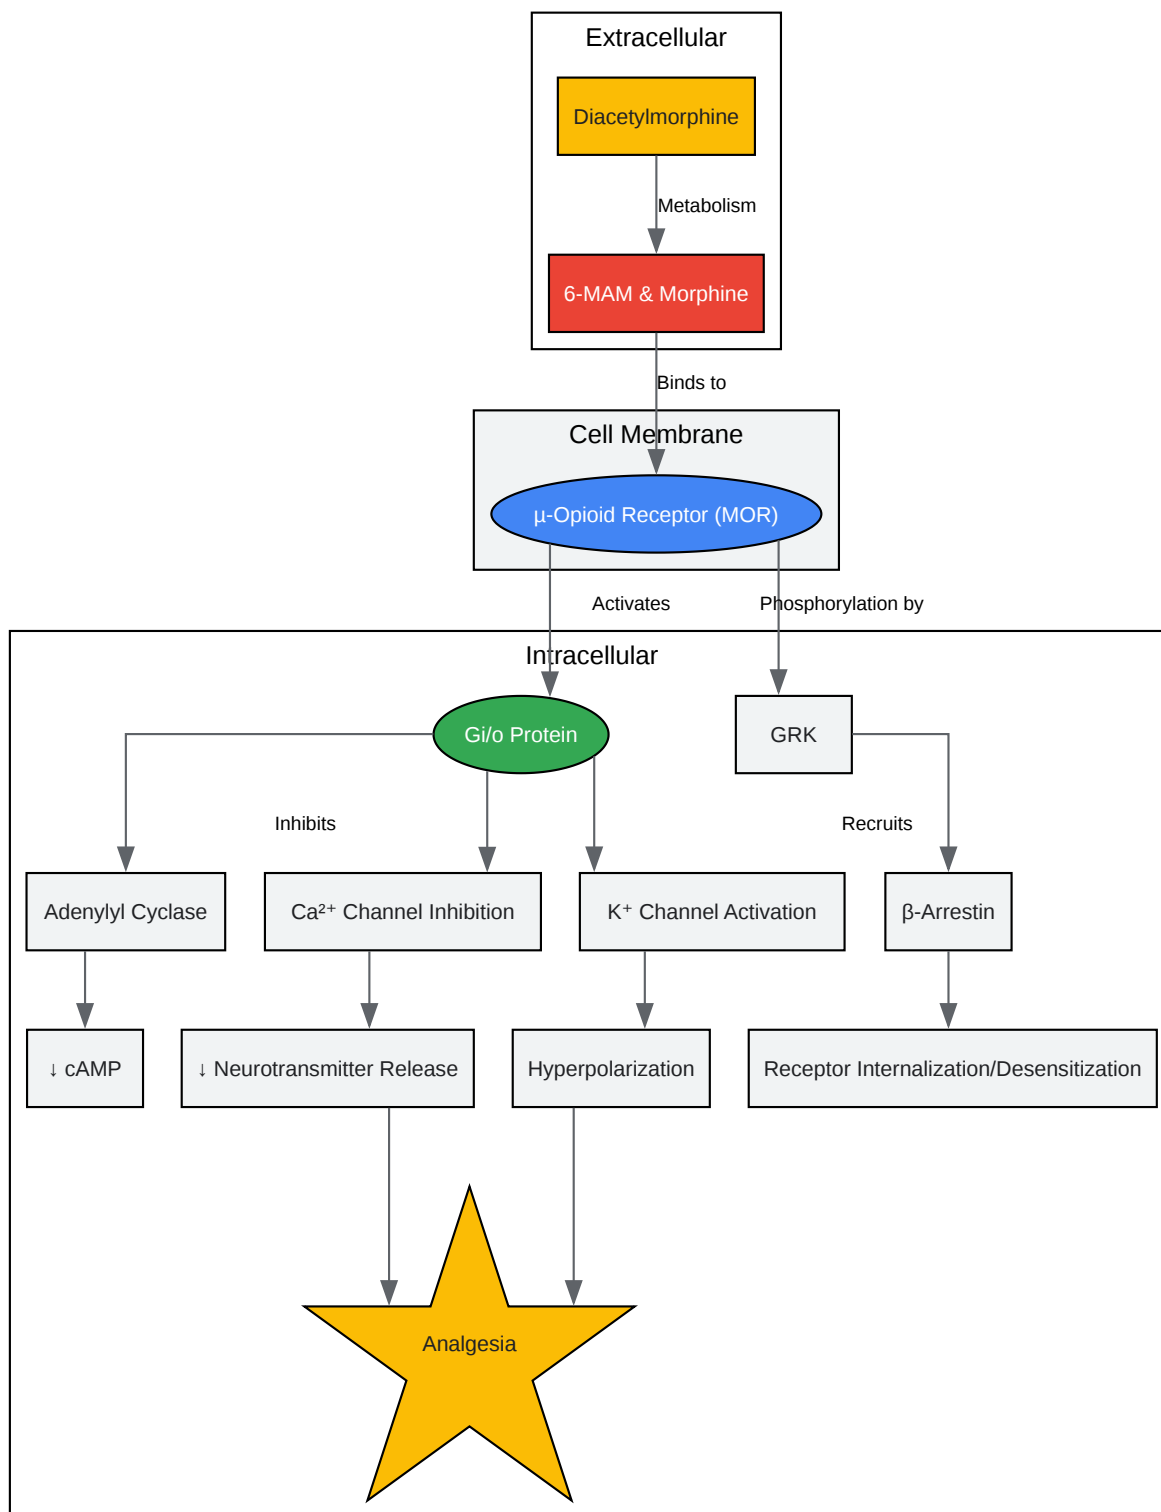 Extracellular
Diacetylmorphine
Metabolism
6-MAM & Morphine
Binds to
Cell Membrane
µ-Opioid Receptor (MOR)
Activates
Phosphorylation by
Intracellular
Gi/o Protein
GRK
Inhibits
Recruits
Adenylyl Cyclase
Ca²⁺ Channel Inhibition
K⁺ Channel Activation
β-Arrestin
↓ cAMP
↓ Neurotransmitter Release
Hyperpolarization
Receptor Internalization/Desensitization
Analgesia